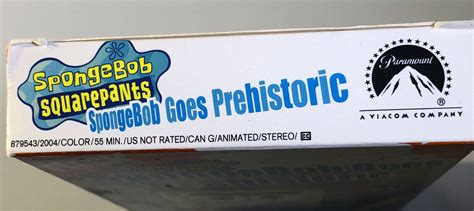 SpongeBob
SQUAREPANTS
SpongeBob Goes Prehistoric
Paramount
®
A VIACOM COMPANY
879543/2004/COLOR/55 MIN./US NOT RATED/CAN G/ANIMATED/STEREO/